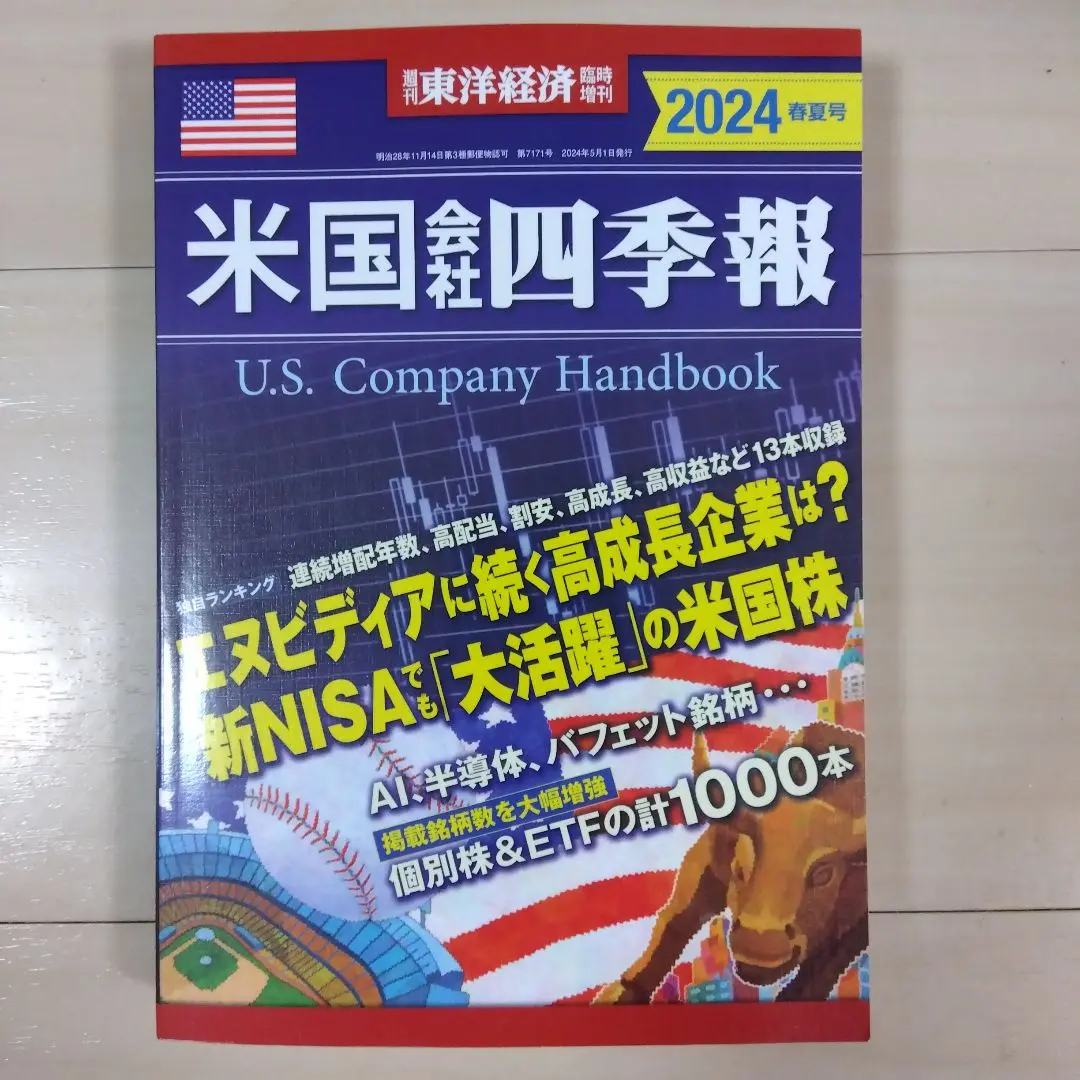 週刊 東洋経済 臨時増刊
2024 春夏号
明治28年11月14日第3種郵便物認可 第7171号 2024年5月1日発行
米国会社四季報
U.S. Company Handbook
独自ランキング 連続増配年数、高配当、割安、高成長、高収益など13本収録
エヌビディアに続く高成長企業は?
新NISAでも「大活躍」の米国株
AI、半導体、バフェット銘柄・・・
掲載銘柄数を大幅増強
個別株&ETFの計1000本